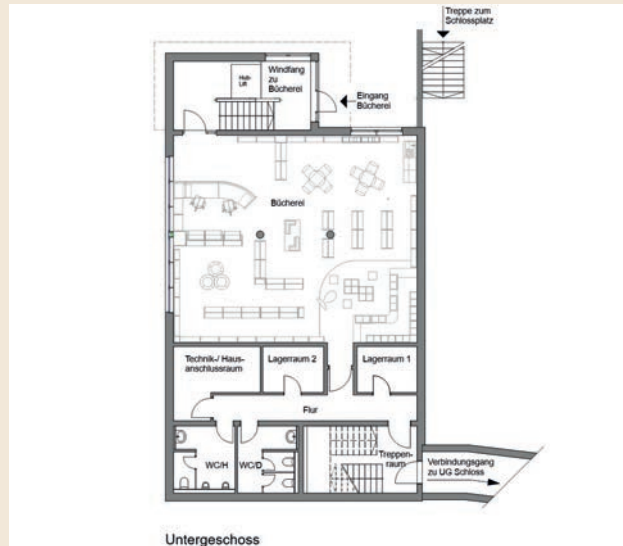 Treppe zum
Schlossplatz
Windfang
zu
Bücherei
Hub-
Lift
Eingang
Bücherei
Bücherei
Technik-/ Haus-
anschlussraum
Lagerraum 2
Lagerraum 1
Flur
WC/H
WC/D
Treppen-
raum
Verbindungsgang
zu UG Schloss
Untergeschoss